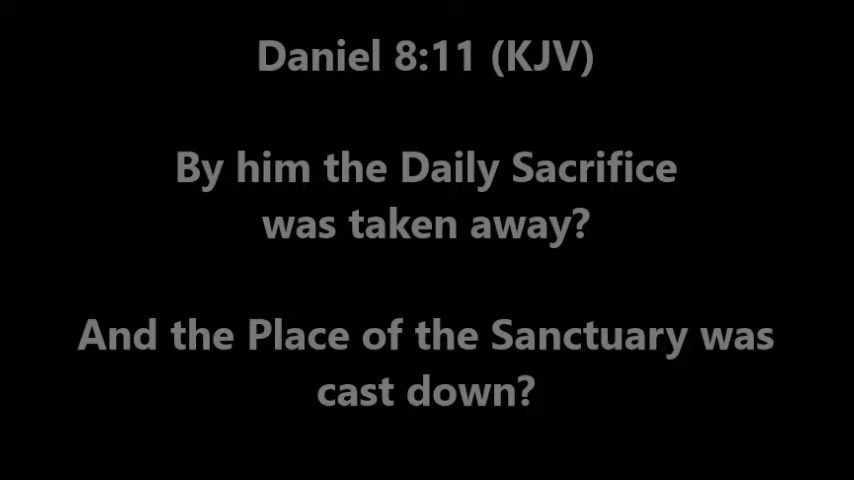 Daniel 8:11 (KJV)
By him the Daily Sacrifice
was taken away?
And the Place of the Sanctuary was
cast down?